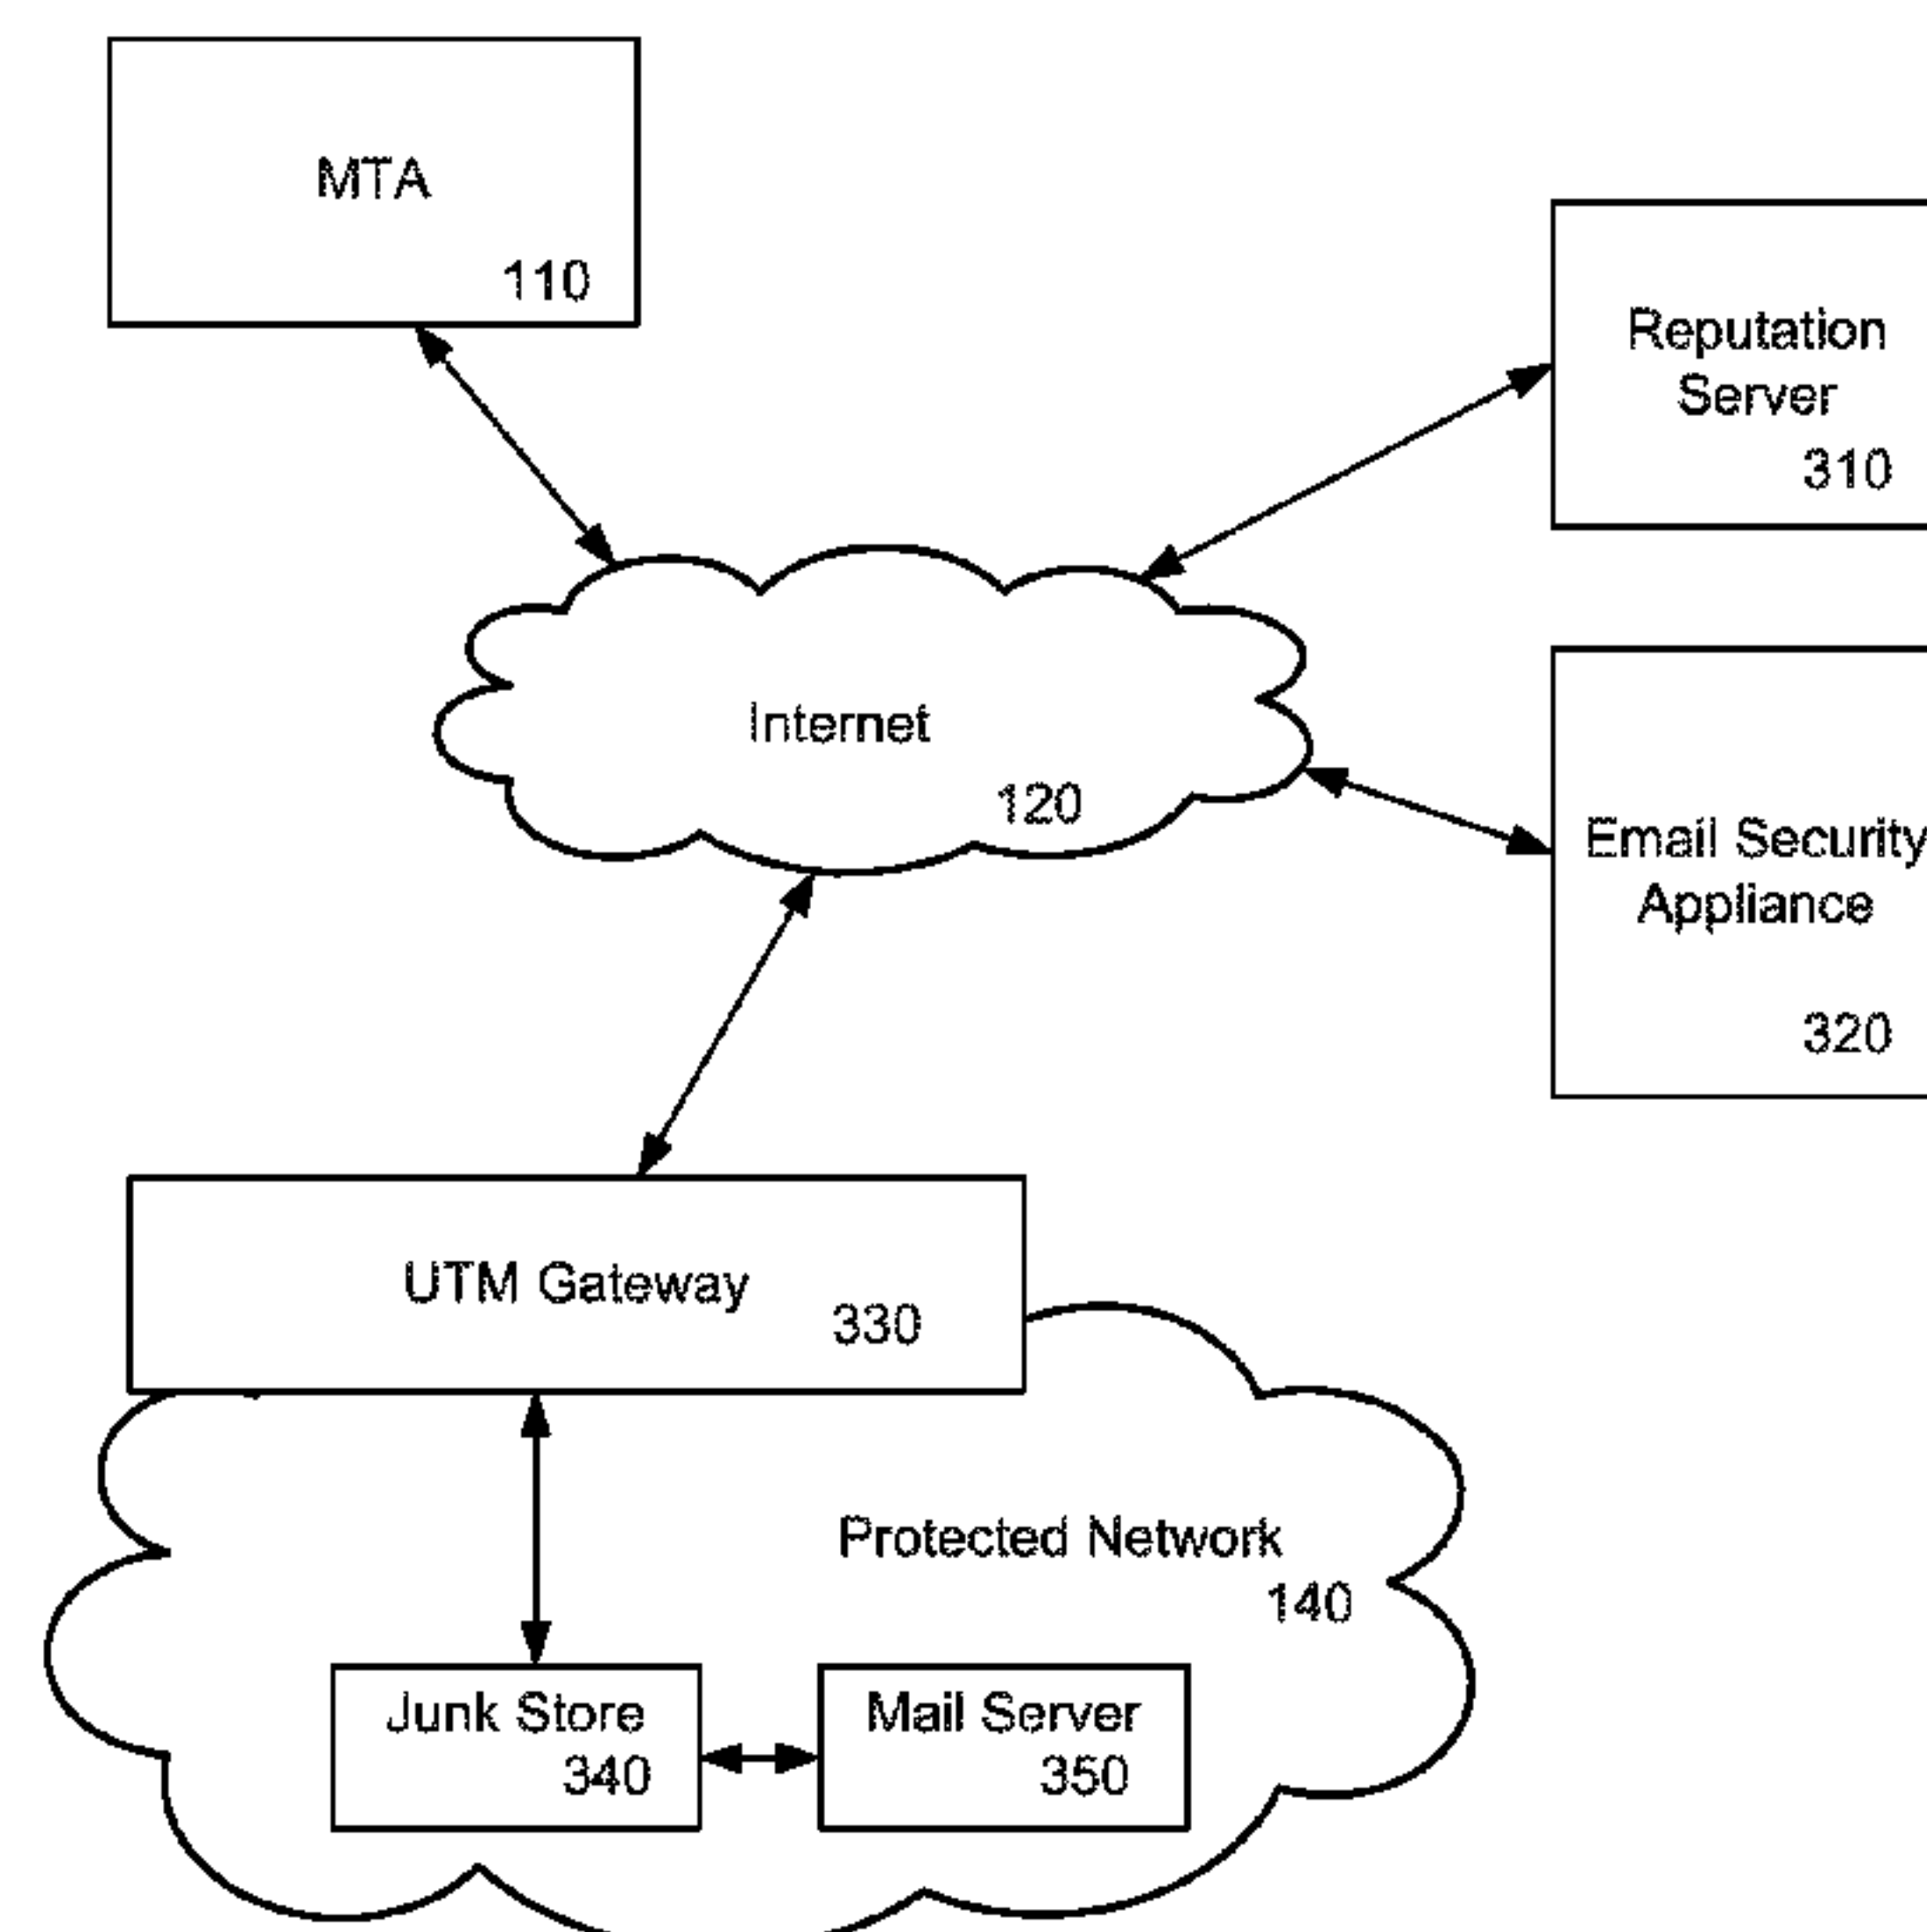 MTA
110
Reputation
Server
310
Internet
120
Email Security
Appliance
320
UTM Gateway
330
Protected Network
140
Junk Store
340
Mail Server
350